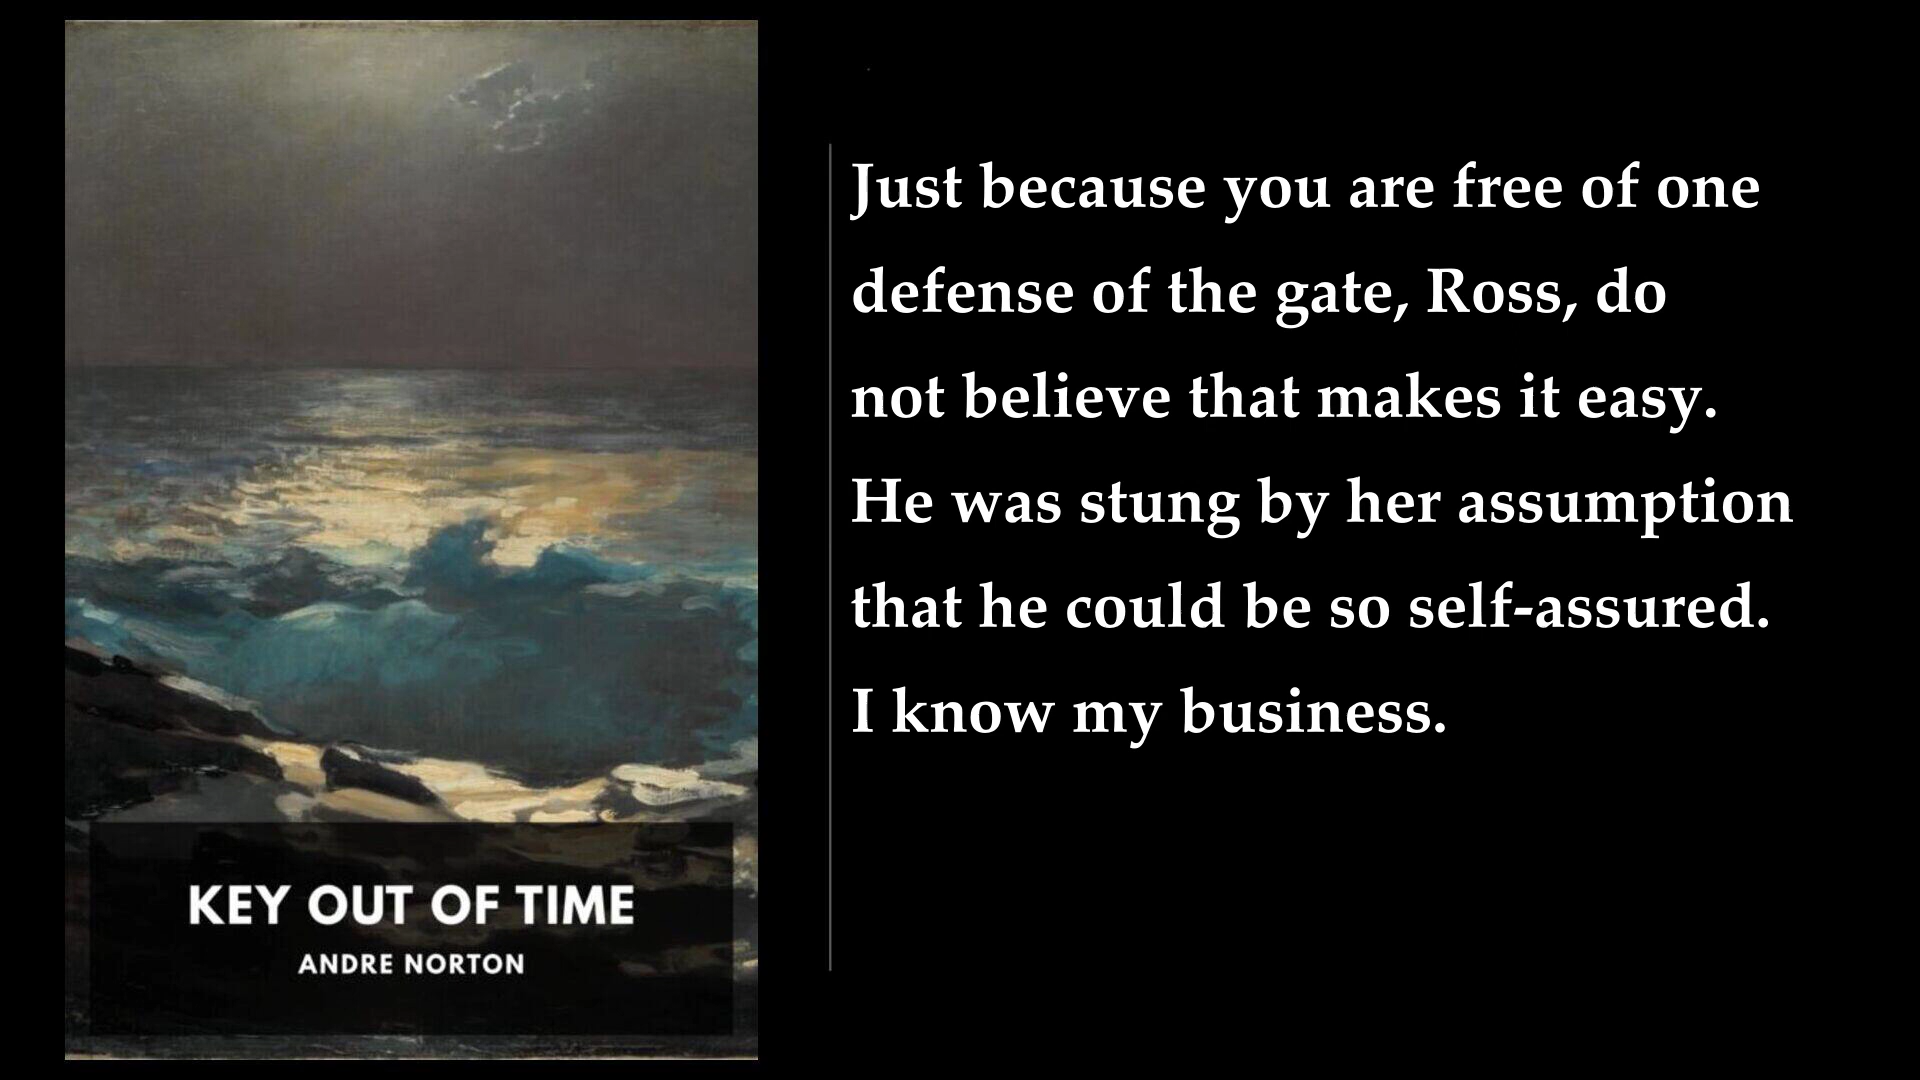 Just because you are free of one
defense of the gate, Ross, do
not believe that makes it easy.
He was stung by her assumption
that he could be so self-assured.
I know my business.
KEY OUT OF TIME
ANDRE NORTON